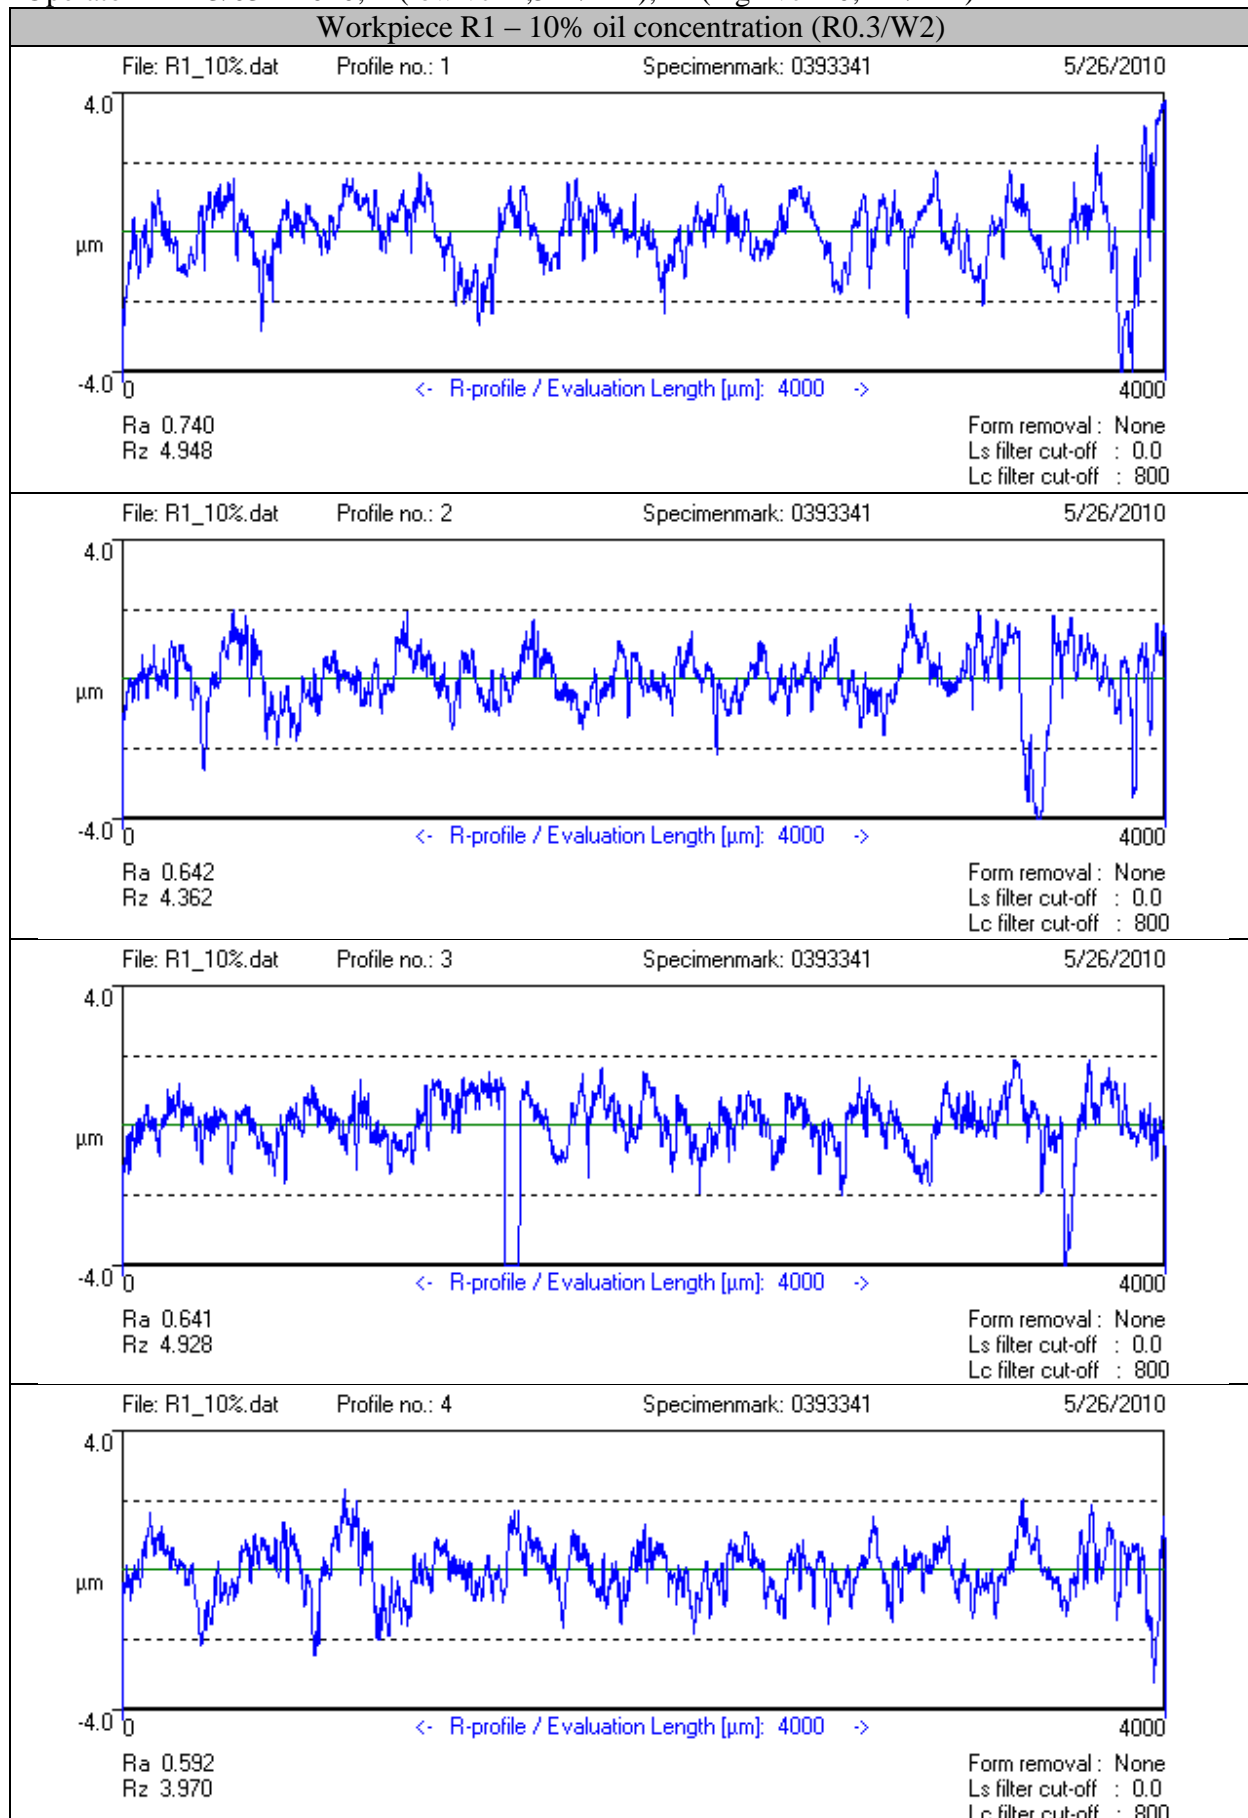 Workpiece R1 – 10% oil concentration (R0.3/W2)
File: R1_10%.dat Profile no.: 1 Specimenmark: 0393341 5/26/2010
4.0
µm
-4.0 0 <- R-profile / Evaluation Length [µm]: 4000 -> 4000
Ra 0.740 Form removal : None
Rz 4.948 Ls filter cut-off : 0.0
Lc filter cut-off : 800
File: R1_10%.dat Profile no.: 2 Specimenmark: 0393341 5/26/2010
4.0
µm
-4.0 0 <- R-profile / Evaluation Length [µm]: 4000 -> 4000
Ra 0.642 Form removal : None
Rz 4.362 Ls filter cut-off : 0.0
Lc filter cut-off : 800
File: R1_10%.dat Profile no.: 3 Specimenmark: 0393341 5/26/2010
4.0
µm
-4.0 0 <- R-profile / Evaluation Length [µm]: 4000 -> 4000
Ra 0.641 Form removal : None
Rz 4.928 Ls filter cut-off : 0.0
Lc filter cut-off : 800
File: R1_10%.dat Profile no.: 4 Specimenmark: 0393341 5/26/2010
4.0
µm
-4.0 0 <- R-profile / Evaluation Length [µm]: 4000 -> 4000
Ra 0.592 Form removal : None
Rz 3.970 Ls filter cut-off : 0.0
Lc filter cut-off : 800